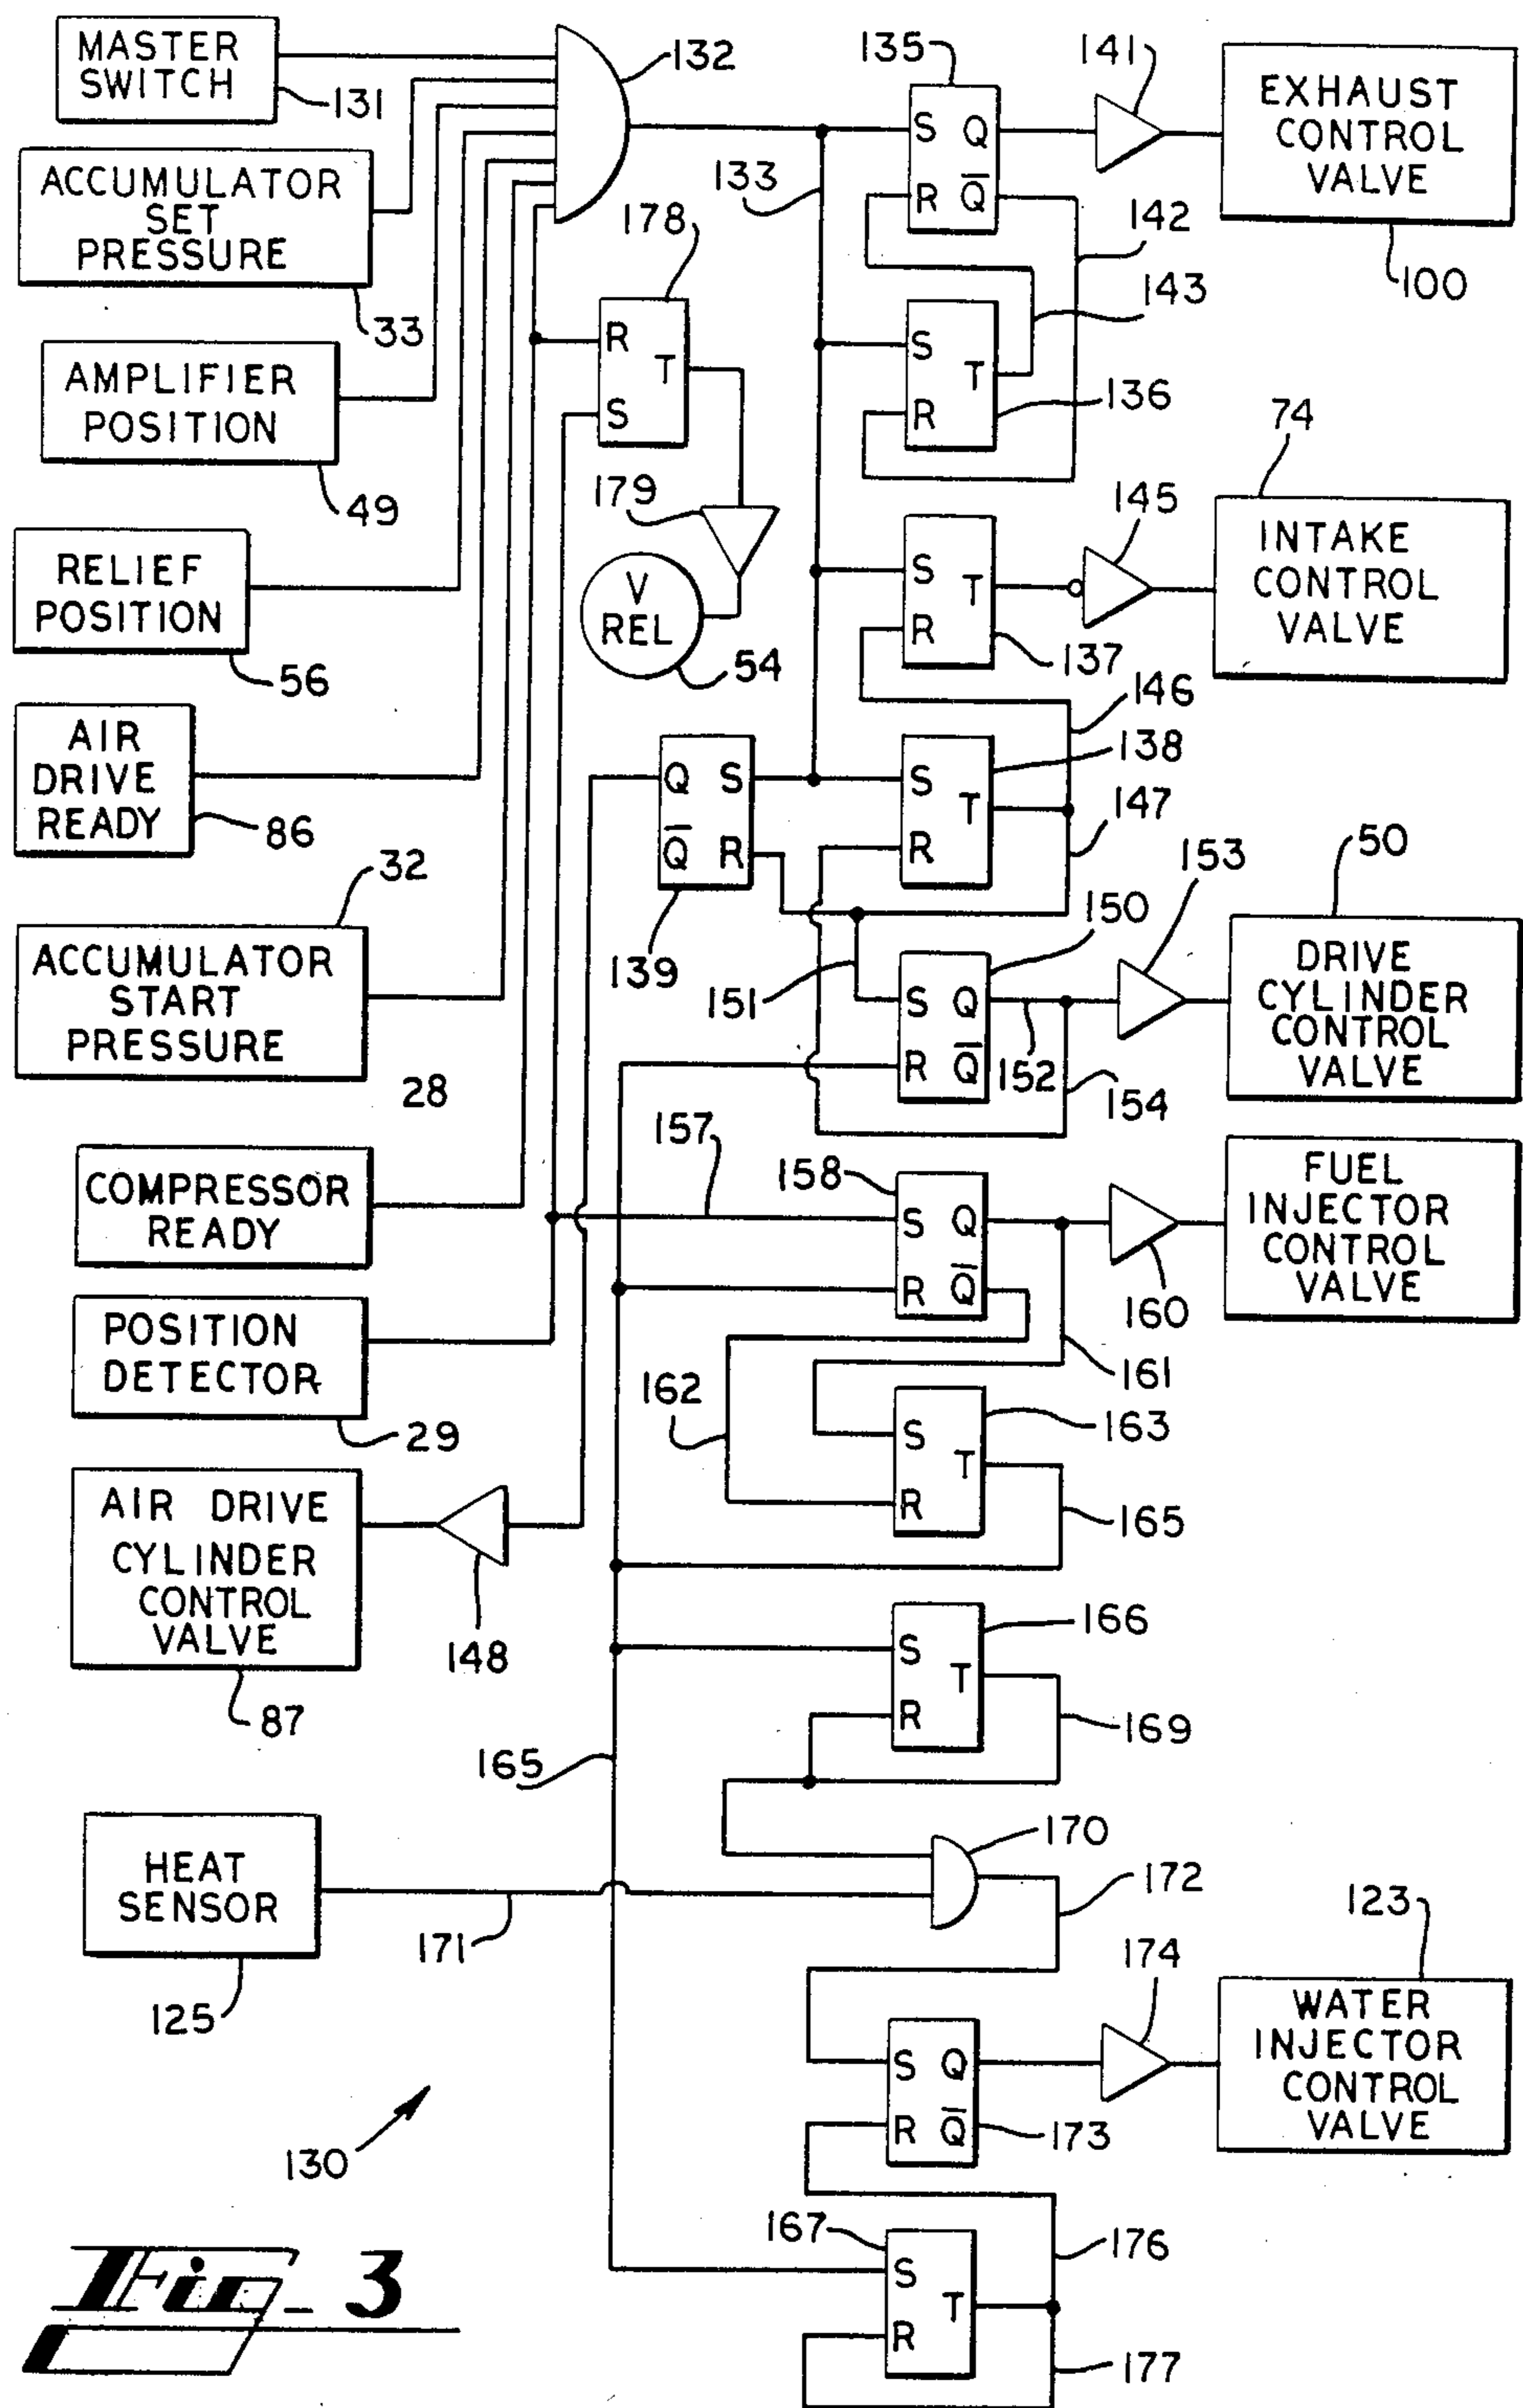 MASTER
SWITCH
131
132
135
141
EXHAUST
CONTROL
VALVE
100
S Q
R Q̅
ACCUMULATOR
SET
PRESSURE
33
133
178
142
143
R
T
S
S
T
R
136
AMPLIFIER
POSITION
49
179
V
REL
54
74
145
INTAKE
CONTROL
VALVE
S
T
R
137
RELIEF
POSITION
56
146
138
AIR
DRIVE
READY
86
Q S
Q̅ R
139
S
T
R
147
32
ACCUMULATOR
START
PRESSURE
28
151
150
153
50
DRIVE
CYLINDER
CONTROL
VALVE
S Q
R Q̅
152
154
157
158
COMPRESSOR
READY
S Q
R Q̅
160
FUEL
INJECTOR
CONTROL
VALVE
POSITION
DETECTOR
29
161
162
163
S
T
R
165
AIR DRIVE
CYLINDER
CONTROL
VALVE
87
148
166
S
T
R
169
165
HEAT
SENSOR
125
171
170
172
123
174
WATER
INJECTOR
CONTROL
VALVE
S Q
R Q̅
173
130
167
S
T
R
176
177
Fig. 3